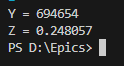 Y = 694654
Z = 0.248057
PS D:\Epics>